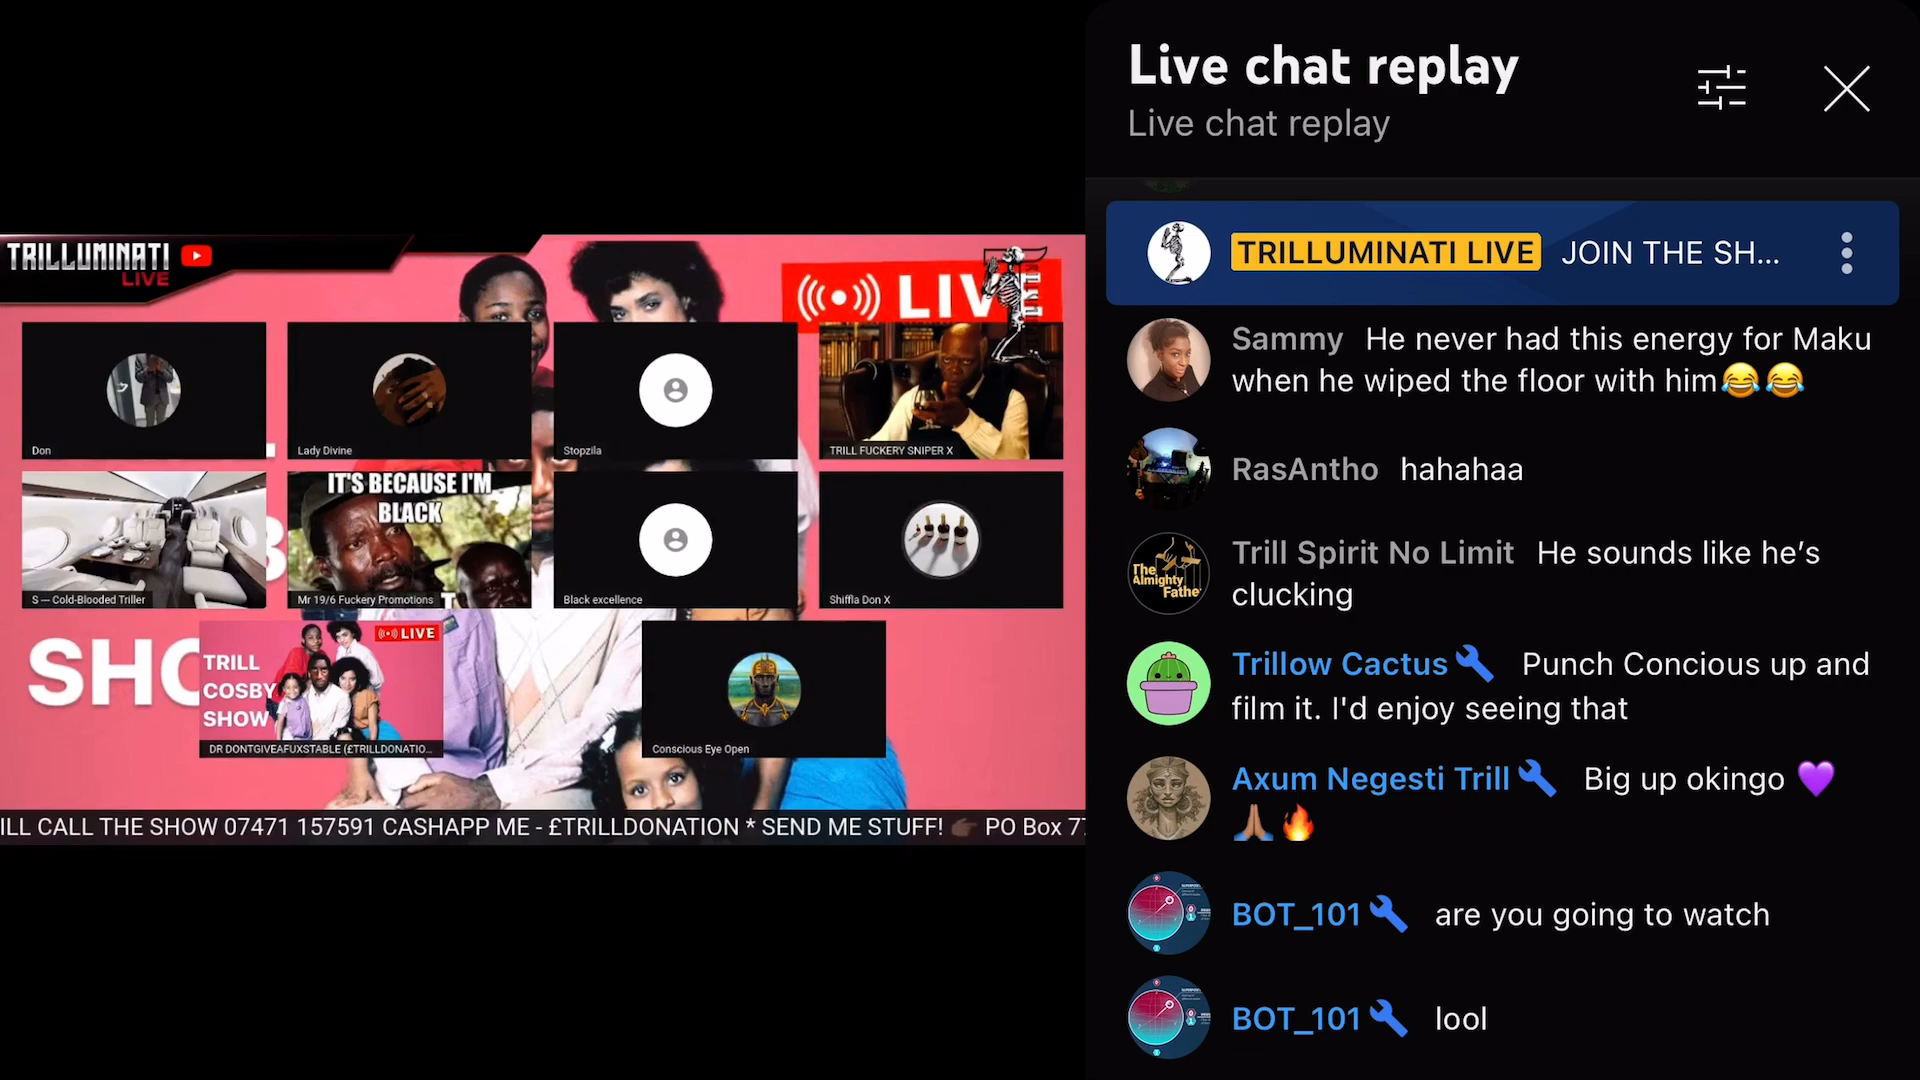 TRILLUMINATI
LIVE
LIVE
Don
Lady Divine
Stopzila
TRILL FUCKERY SNIPER X
IT'S BECAUSE I'M
BLACK
S — Cold-Blooded Triller
Mr 19/6 Fuckery Promotions
Black excellence
Shiffla Don X
SHO
LIVE
TRILL
COSBY
SHOW
DR DONTGIVEAFUXSTABLE (£TRILLDONATIO...
Conscious Eye Open
ILL CALL THE SHOW 07471 157591 CASHAPP ME - £TRILLDONATION * SEND ME STUFF! 👉🏿 PO Box 77
Live chat replay
Live chat replay
TRILLUMINATI LIVE JOIN THE SH...
Sammy He never had this energy for Maku
when he wiped the floor with him😂😂
RasAntho hahahaa
The
Almighty
Fathe
Trill Spirit No Limit He sounds like he’s
clucking
Trillow Cactus Punch Concious up and
film it. I'd enjoy seeing that
Axum Negesti Trill Big up okingo 💜
🙏🏽🔥
BOT_101 are you going to watch
BOT_101 lool